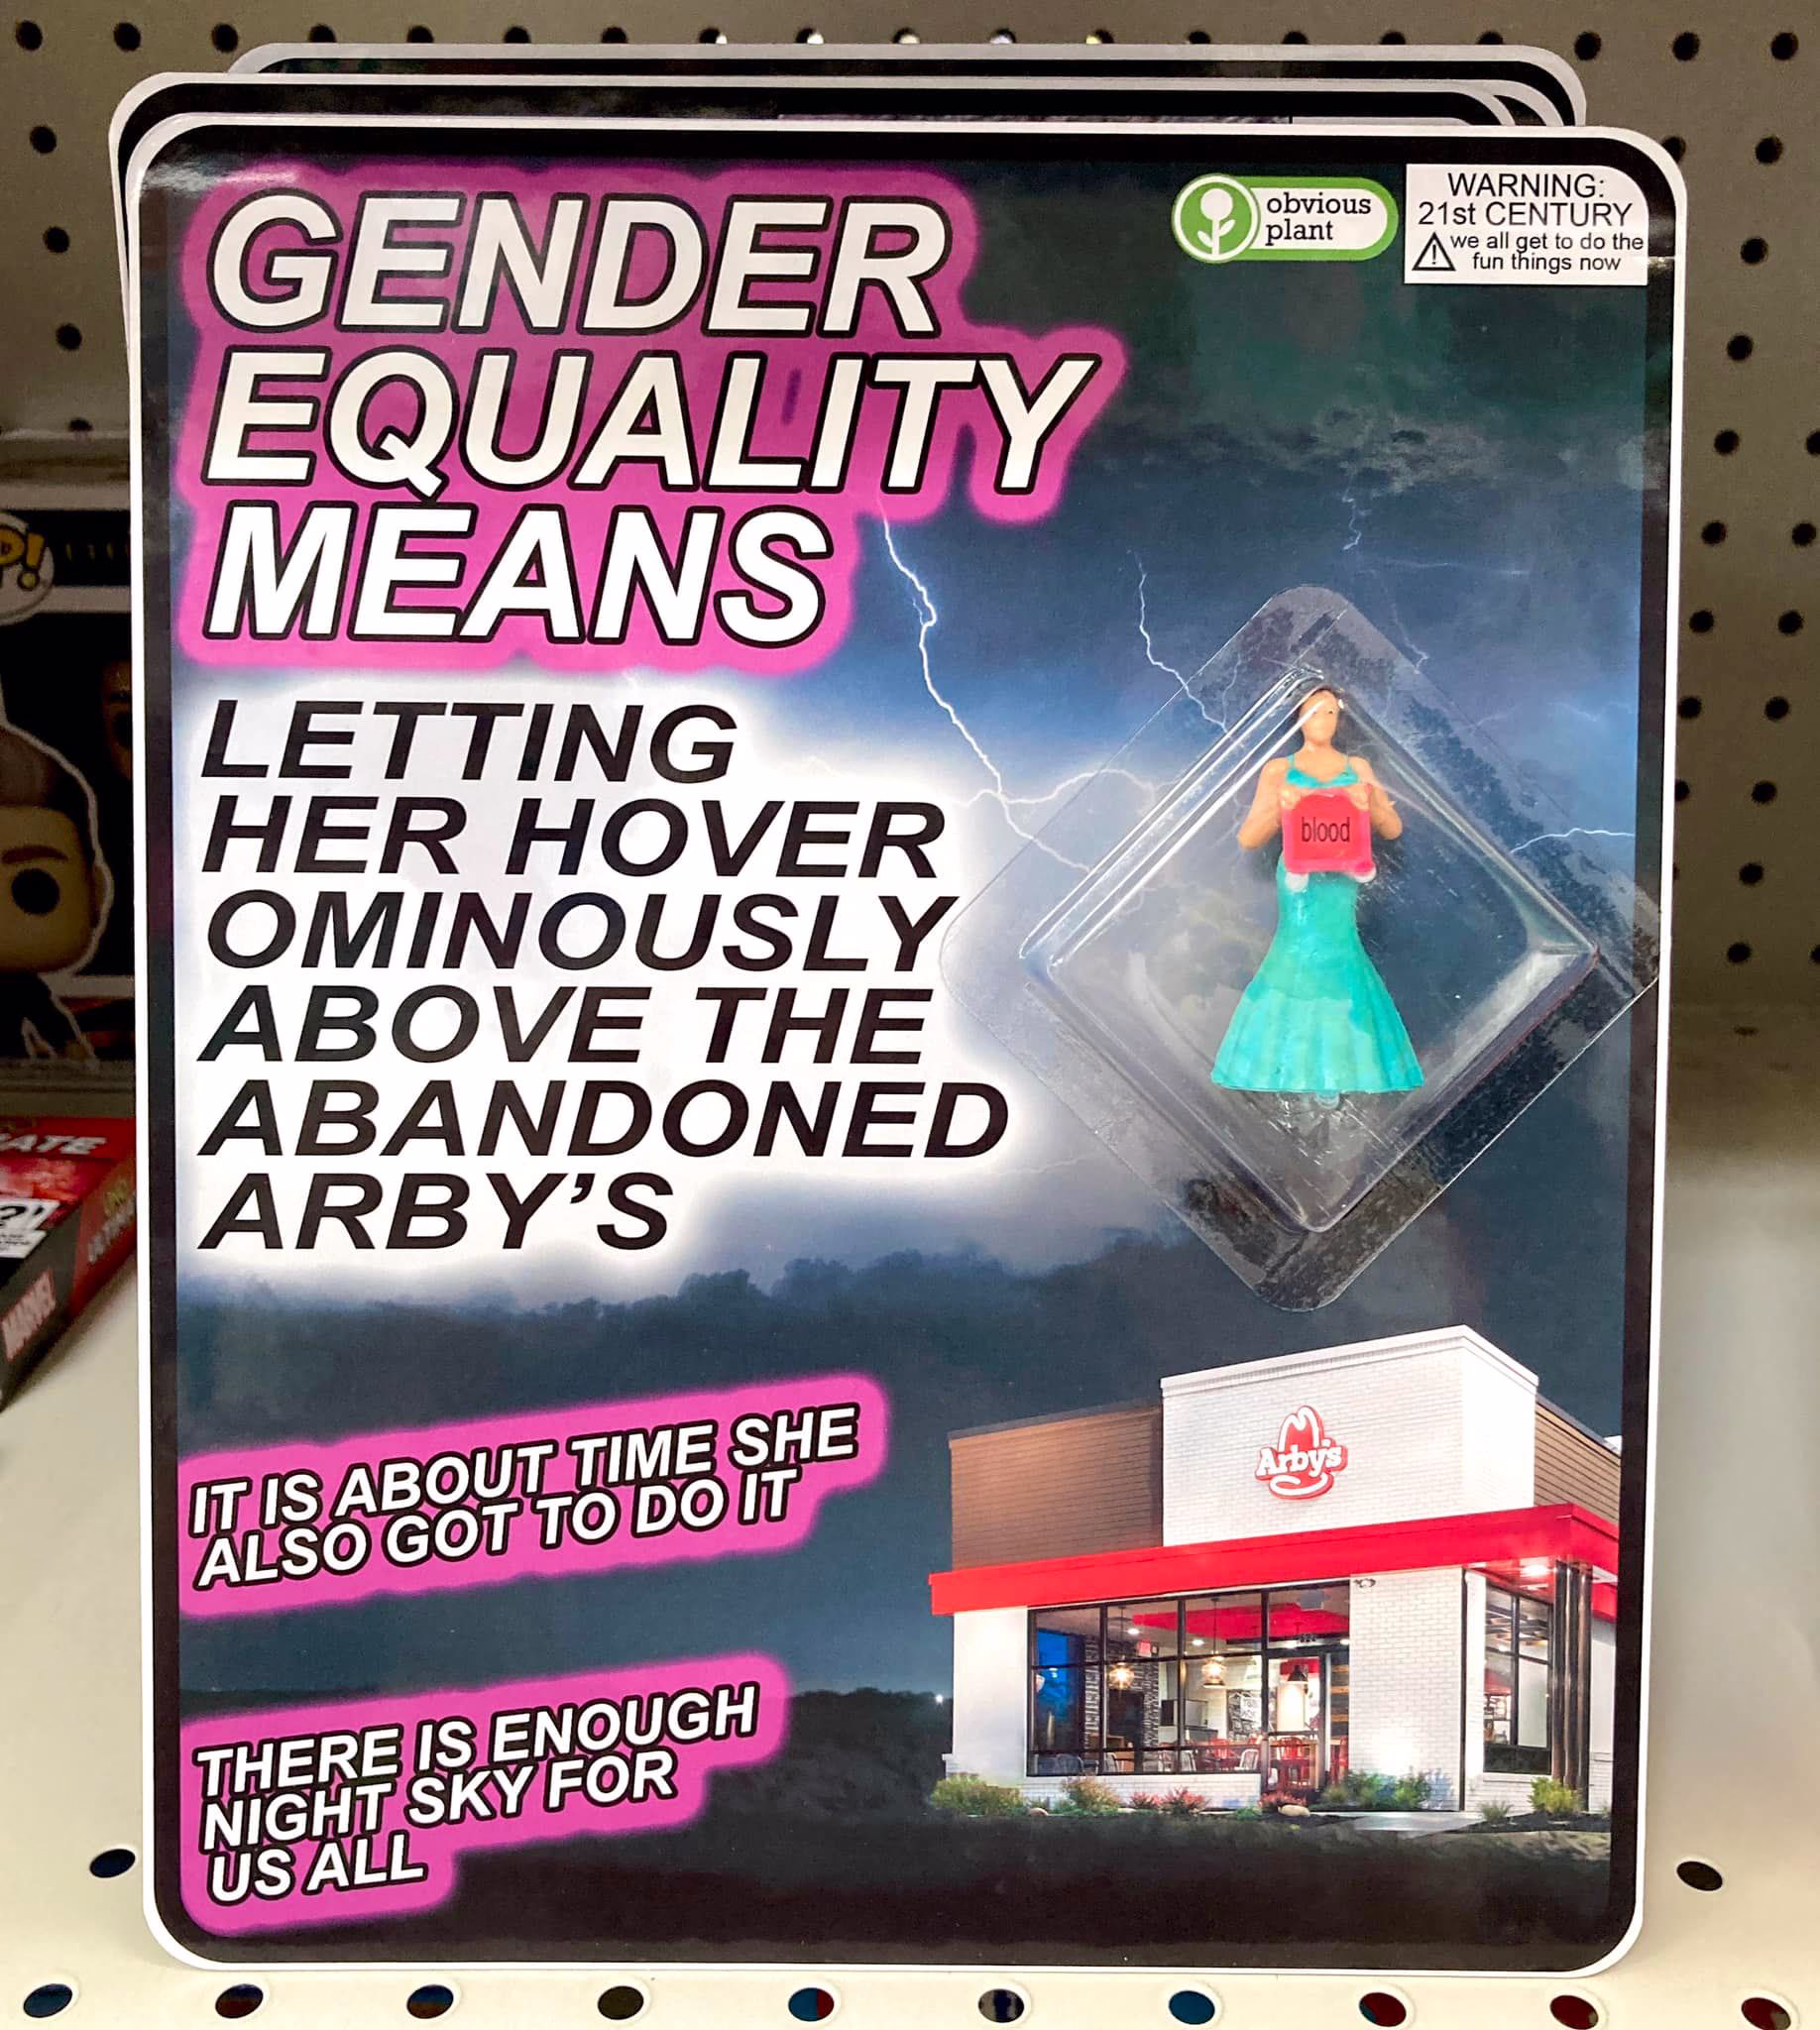 GENDER
EQUALITY
MEANS
obvious
plant
WARNING:
21st CENTURY
we all get to do the
fun things now
LETTING
HER HOVER
OMINOUSLY
ABOVE THE
ABANDONED
ARBY'S
blood
IT IS ABOUT TIME SHE
ALSO GOT TO DO IT
Arby's
THERE IS ENOUGH
NIGHT SKY FOR
US ALL
MARVEL